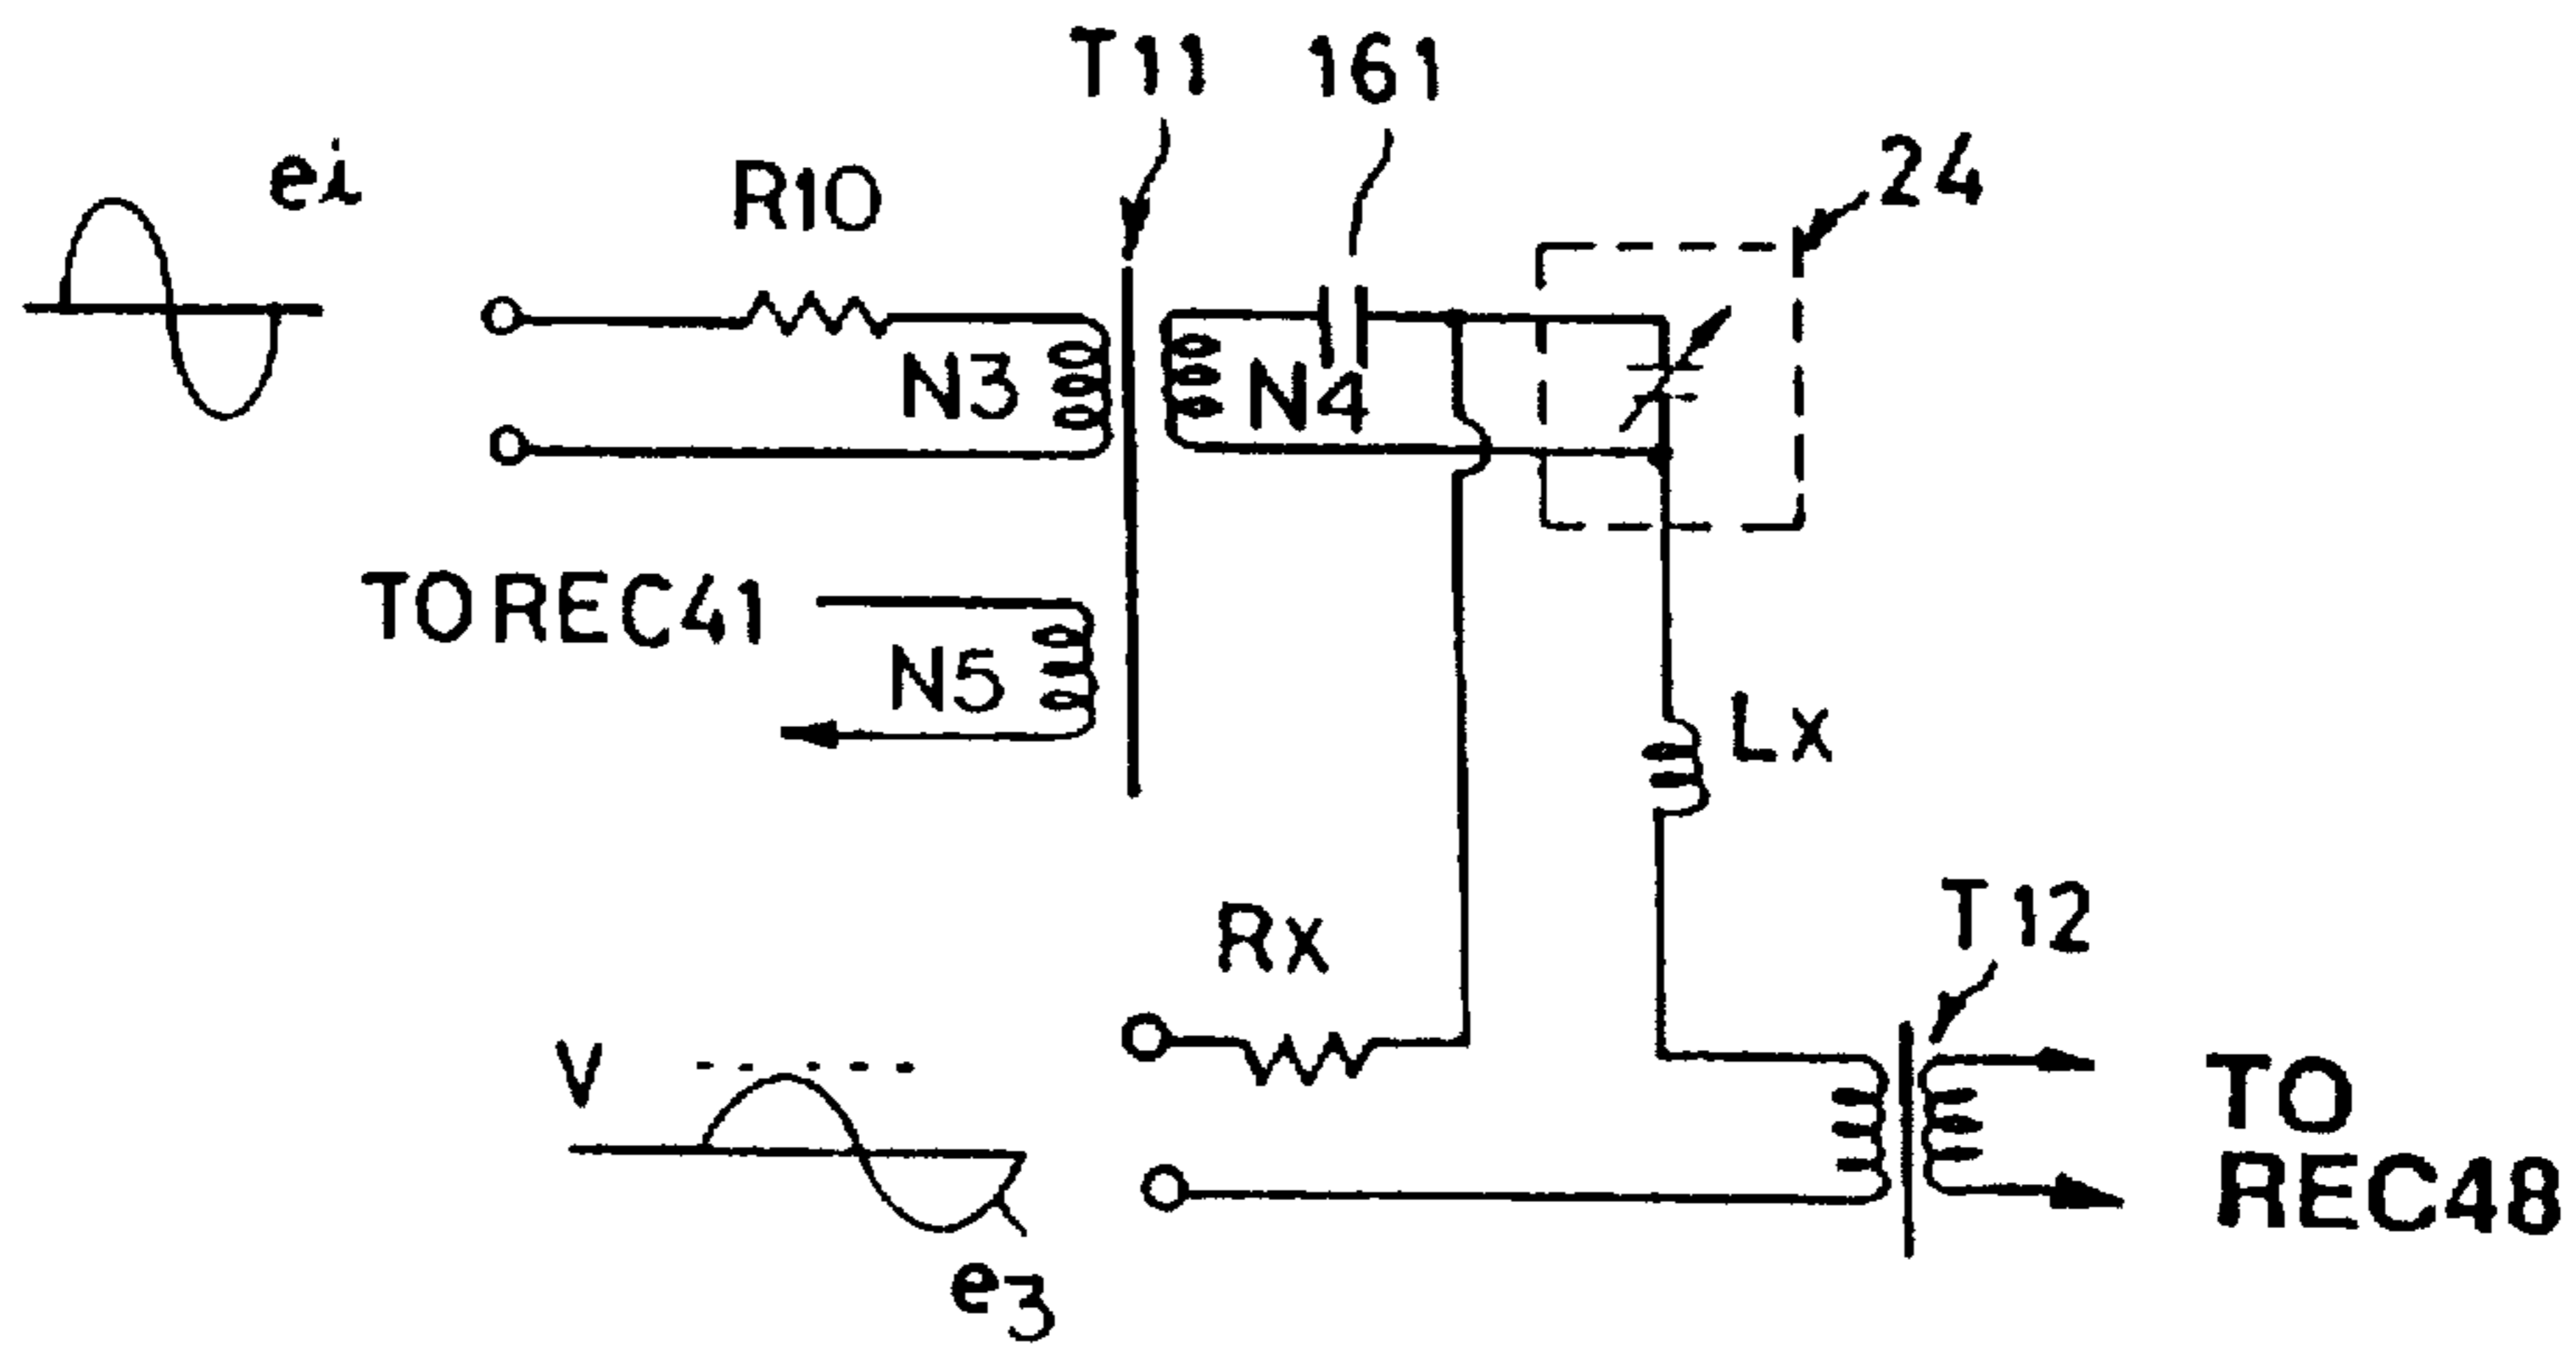 T11
161
ei
R10
24
N3
N4
TO REC41
N5
Lx
Rx
T12
V
TO
REC48
e3